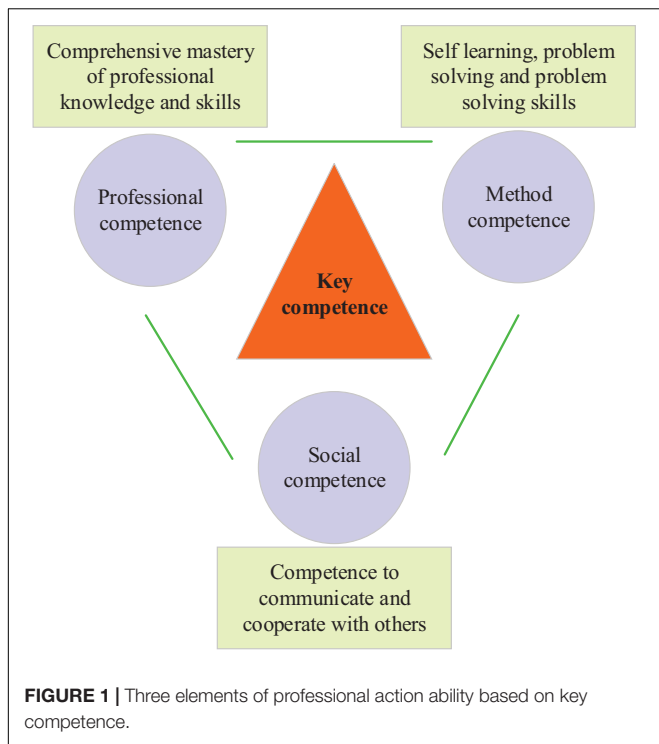 Comprehensive mastery
of professional
knowledge and skills
Self learning, problem
solving and problem
solving skills
Professional
competence
Method
competence
Key
competence
Social
competence
Competence to
communicate and
cooperate with others
FIGURE 1 | Three elements of professional action ability based on key
competence.